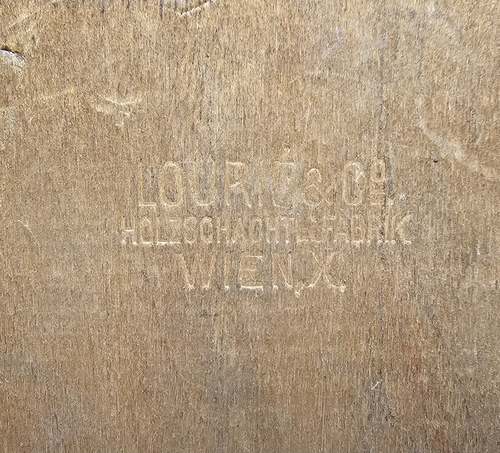 LOURIÉ & Co.
HOLZSCHACHTELFABRIK
WIEN, X.